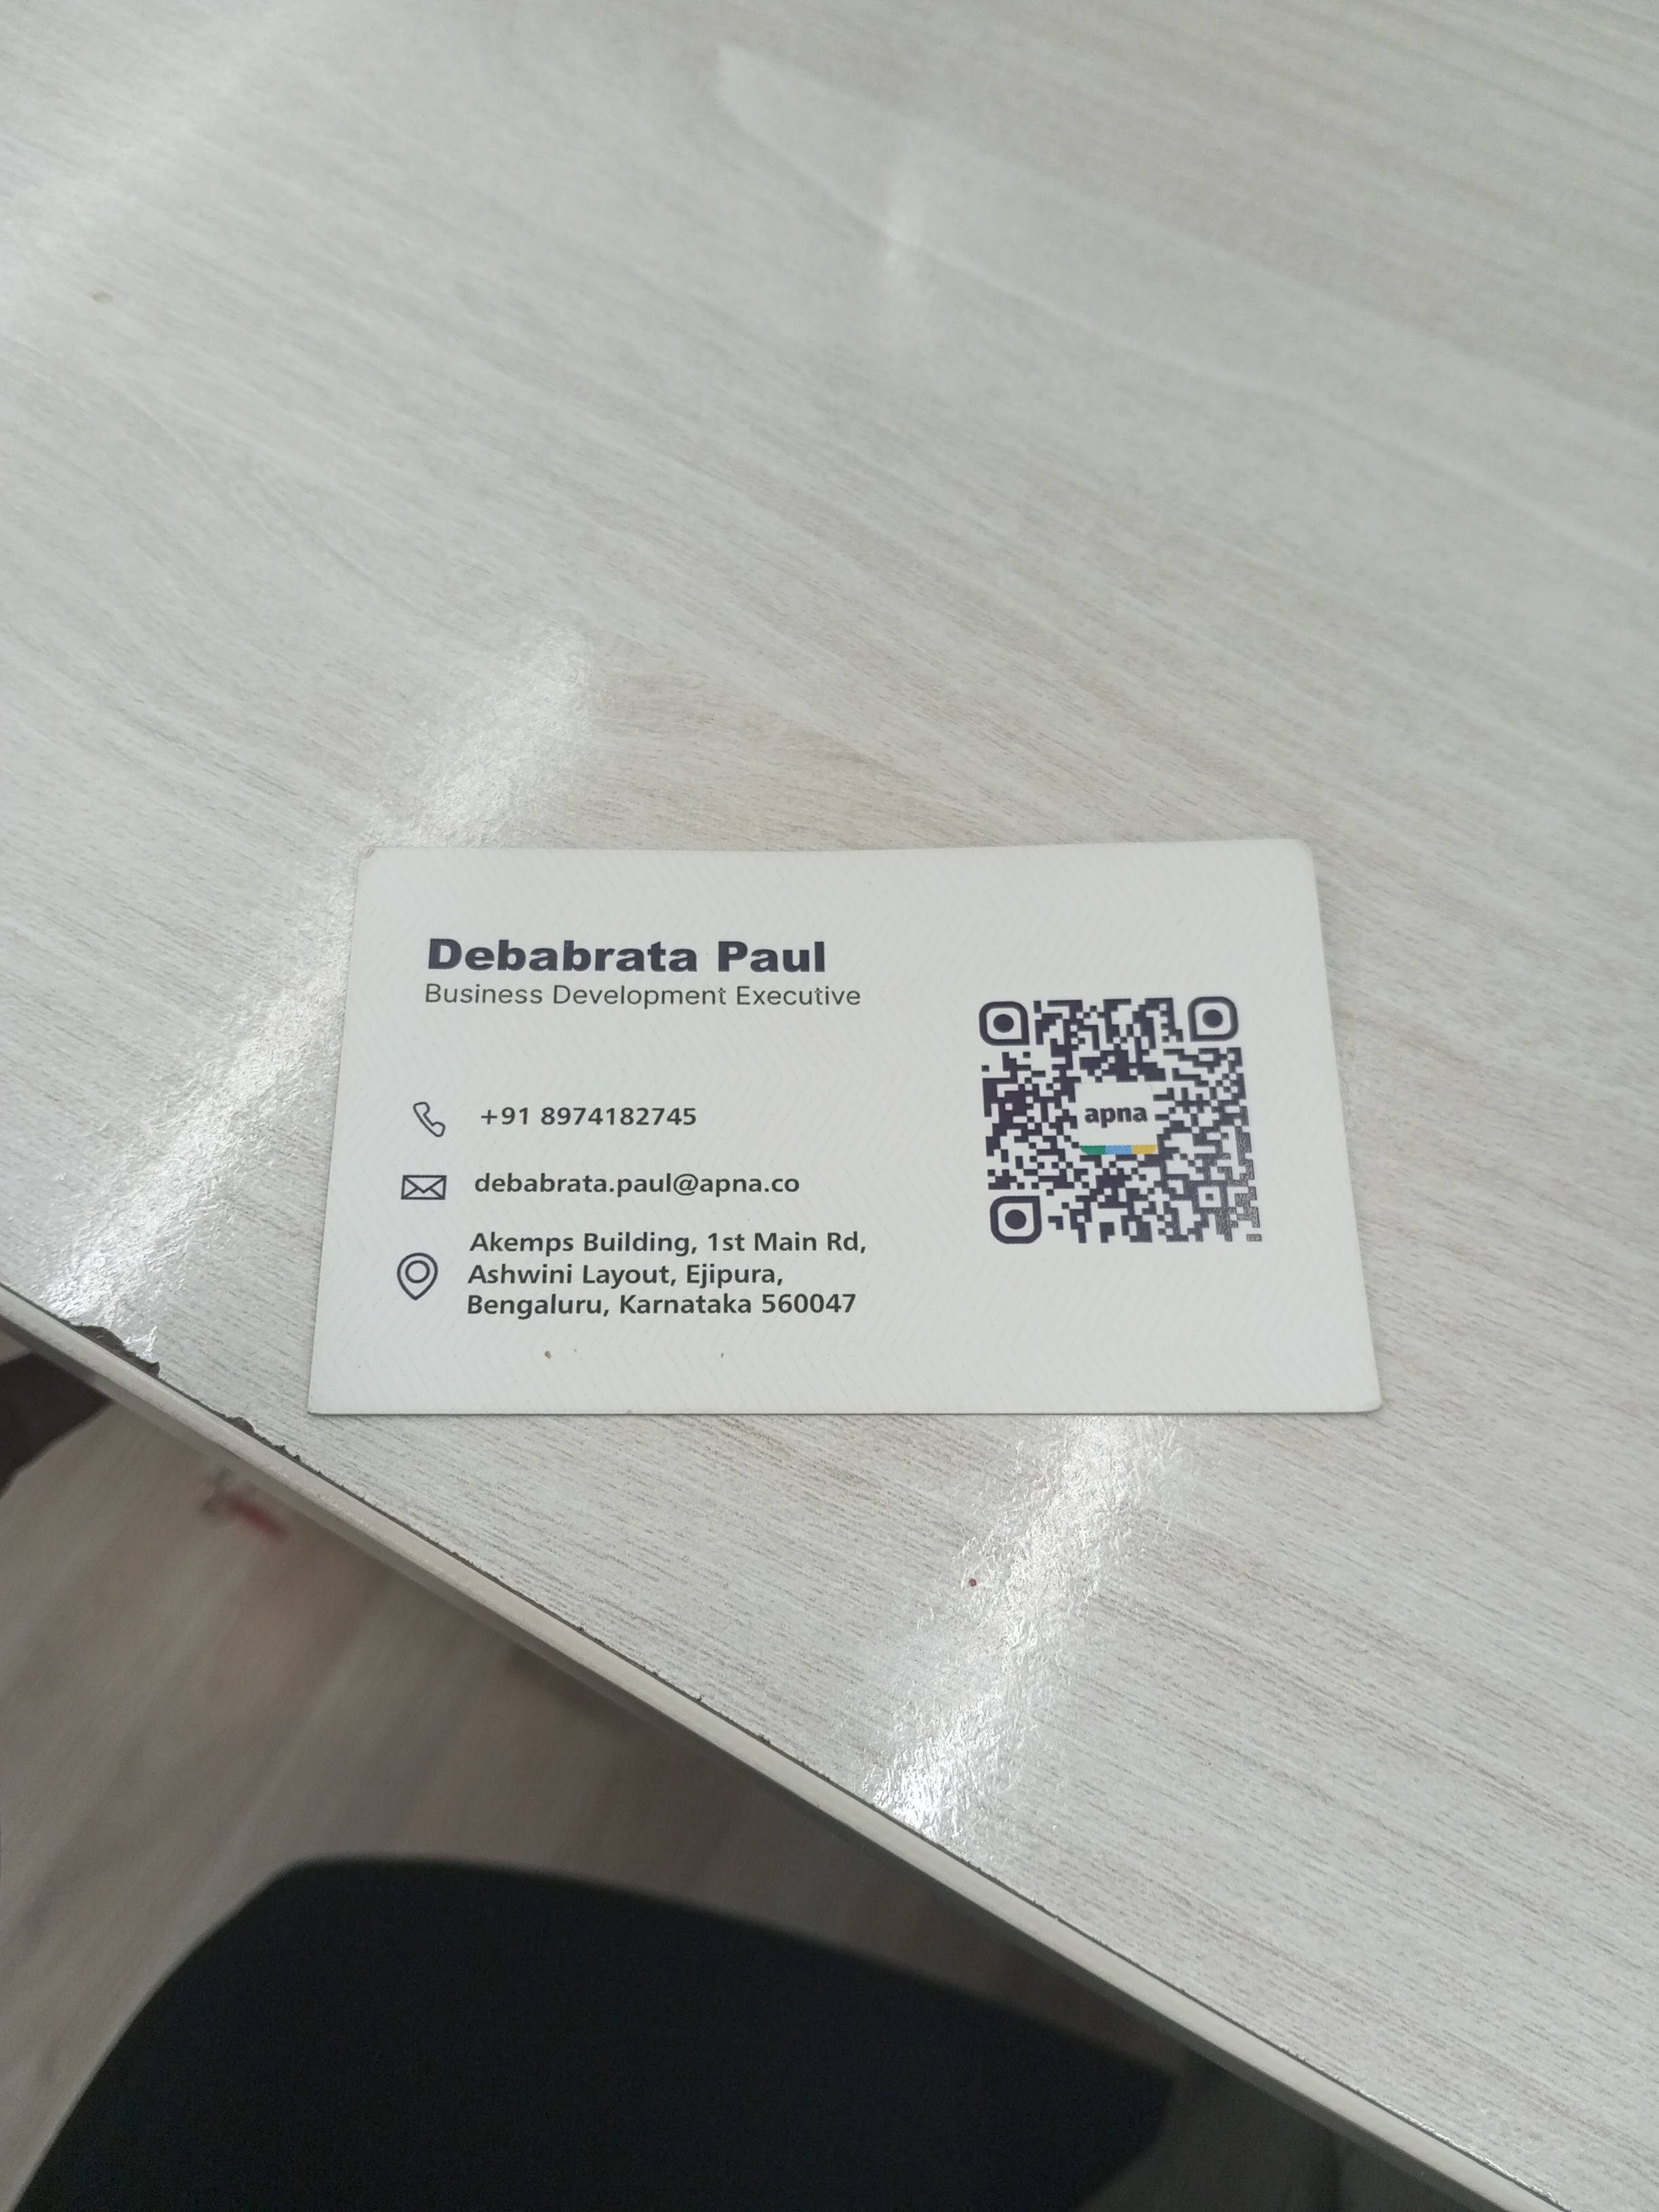 Debabrata Paul
Business Development Executive
+91 8974182745
debabrata.paul@apna.co
Akemps Building, 1st Main Rd,
Ashwini Layout, Ejipura,
Bengaluru, Karnataka 560047
apna